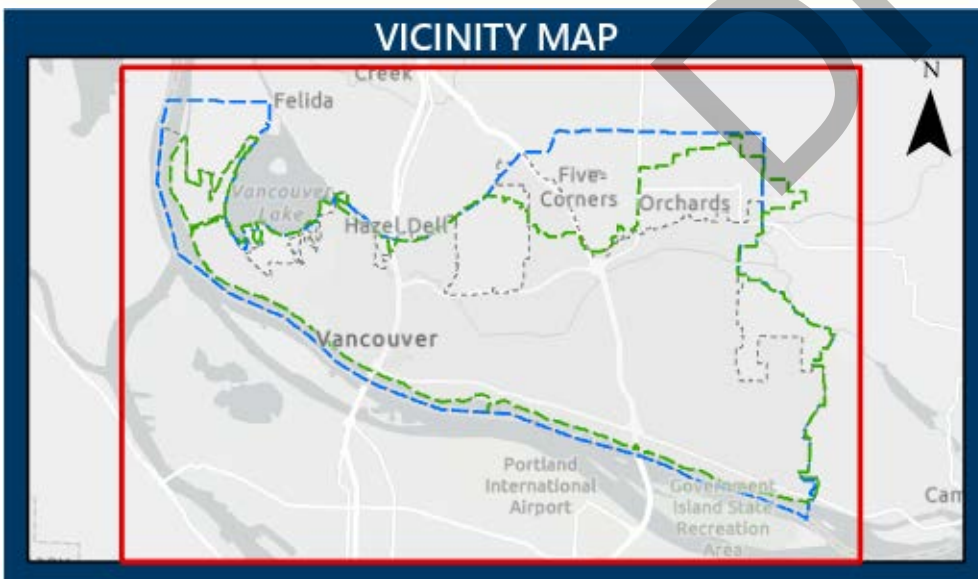 VICINITY MAP
N
Creek
Felida
Vancouver
Lake
Hazel Dell
Five
Corners
Orchards
Vancouver
Portland
International
Airport
Government
Island State
Recreation
Area
Cam